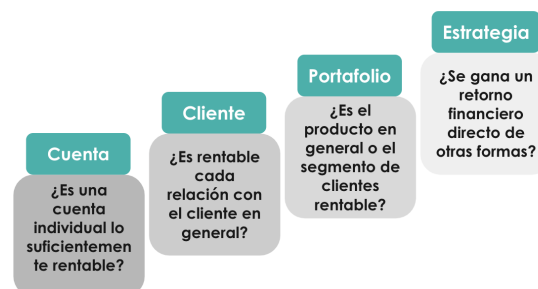 Cuenta
¿Es una
cuenta
individual lo
suficientemen
te rentable?
Cliente
¿Es rentable
cada
relación con
el cliente en
general?
Portafolio
¿Es el
producto en
general o el
segmento de
clientes
rentable?
Estrategia
¿Se gana un
retorno
financiero
directo de
otras formas?